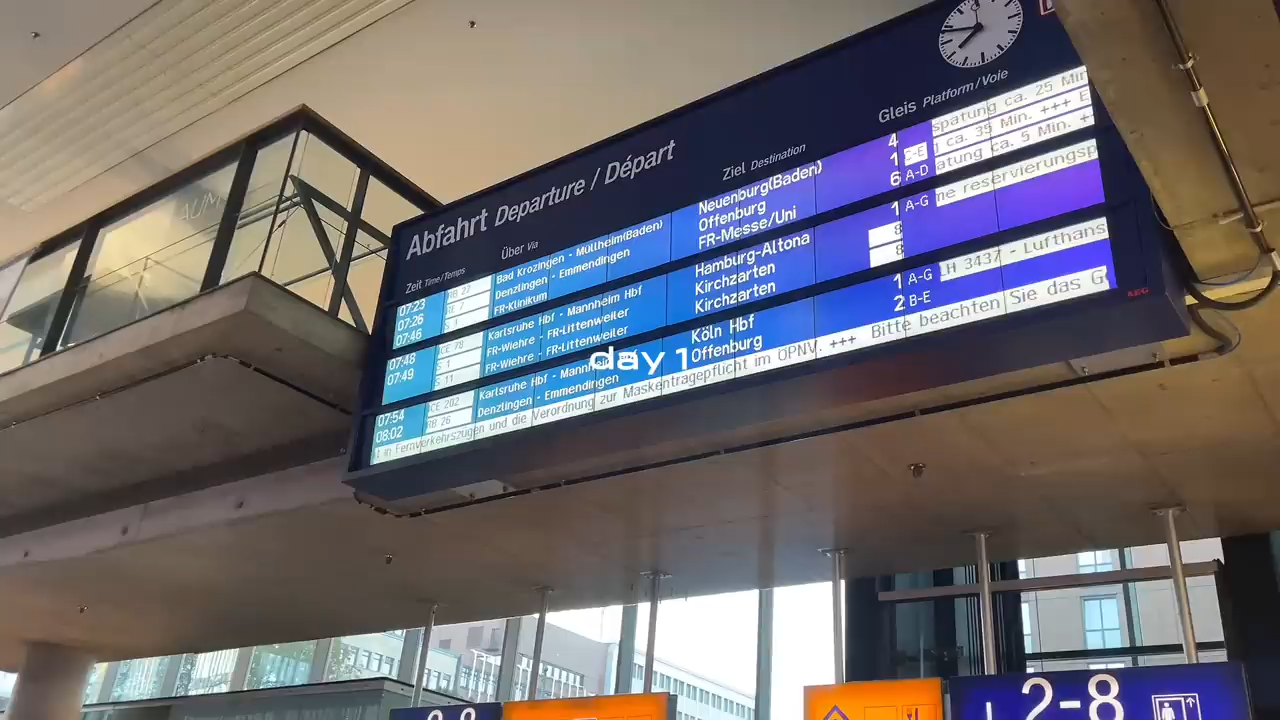 Abfahrt Departure / Départ
Zeit Time/Temps Über Via Ziel Destination Gleis Platform/Voie
07:23 RB 27 Bad Krozingen - Müllheim(Baden) Neuenburg(Baden) 4 spätung ca. 25 Min
07:26 RE 7 Denzlingen - Emmendingen Offenburg 1 C-E ca. 35 Min. +++ E
07:46 FR-Klinikum FR-Messe/Uni 6 A-D atung ca. 5 Min. +
07:48 ICE 78 Karlsruhe Hbf - Mannheim Hbf Hamburg-Altona 1 A-G ne reservierungsp
07:49 S 1 FR-Wiehre - FR-Littenweiler Kirchzarten 8
S 11 FR-Wiehre - FR-Littenweiler Kirchzarten 8
07:54 ICE 202 Karlsruhe Hbf - Mannheim Köln Hbf 1 A-G LH 3437 - Lufthans
08:02 RB 26 Denzlingen - Emmendingen Offenburg 2 B-E
t in Fernverkehrszügen und die Verordnung zur Maskentragepflicht im ÖPNV. +++ Bitte beachten Sie das G
AEG
day 1
2-8